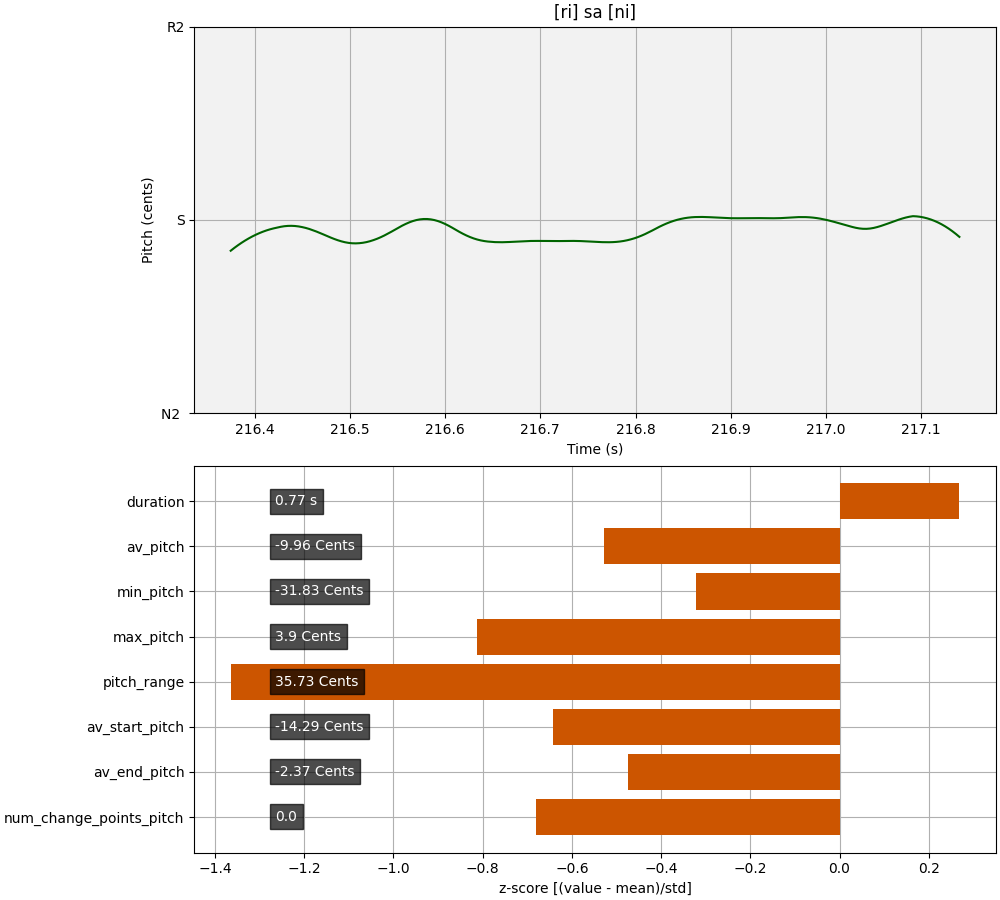 [ri] sa [ni]
R2
S
N2
Pitch (cents)
216.4 216.5 216.6 216.7 216.8 216.9 217.0 217.1
Time (s)
duration 0.77 s
av_pitch -9.96 Cents
min_pitch -31.83 Cents
max_pitch 3.9 Cents
pitch_range 35.73 Cents
av_start_pitch -14.29 Cents
av_end_pitch -2.37 Cents
num_change_points_pitch 0.0
−1.4 −1.2 −1.0 −0.8 −0.6 −0.4 −0.2 0.0 0.2
z-score [(value - mean)/std]